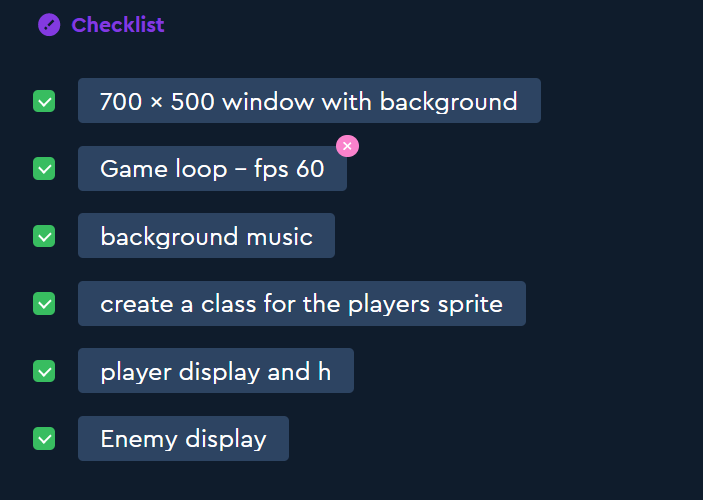 Checklist
700 × 500 window with background
Game loop – fps 60
background music
create a class for the players sprite
player display and h
Enemy display